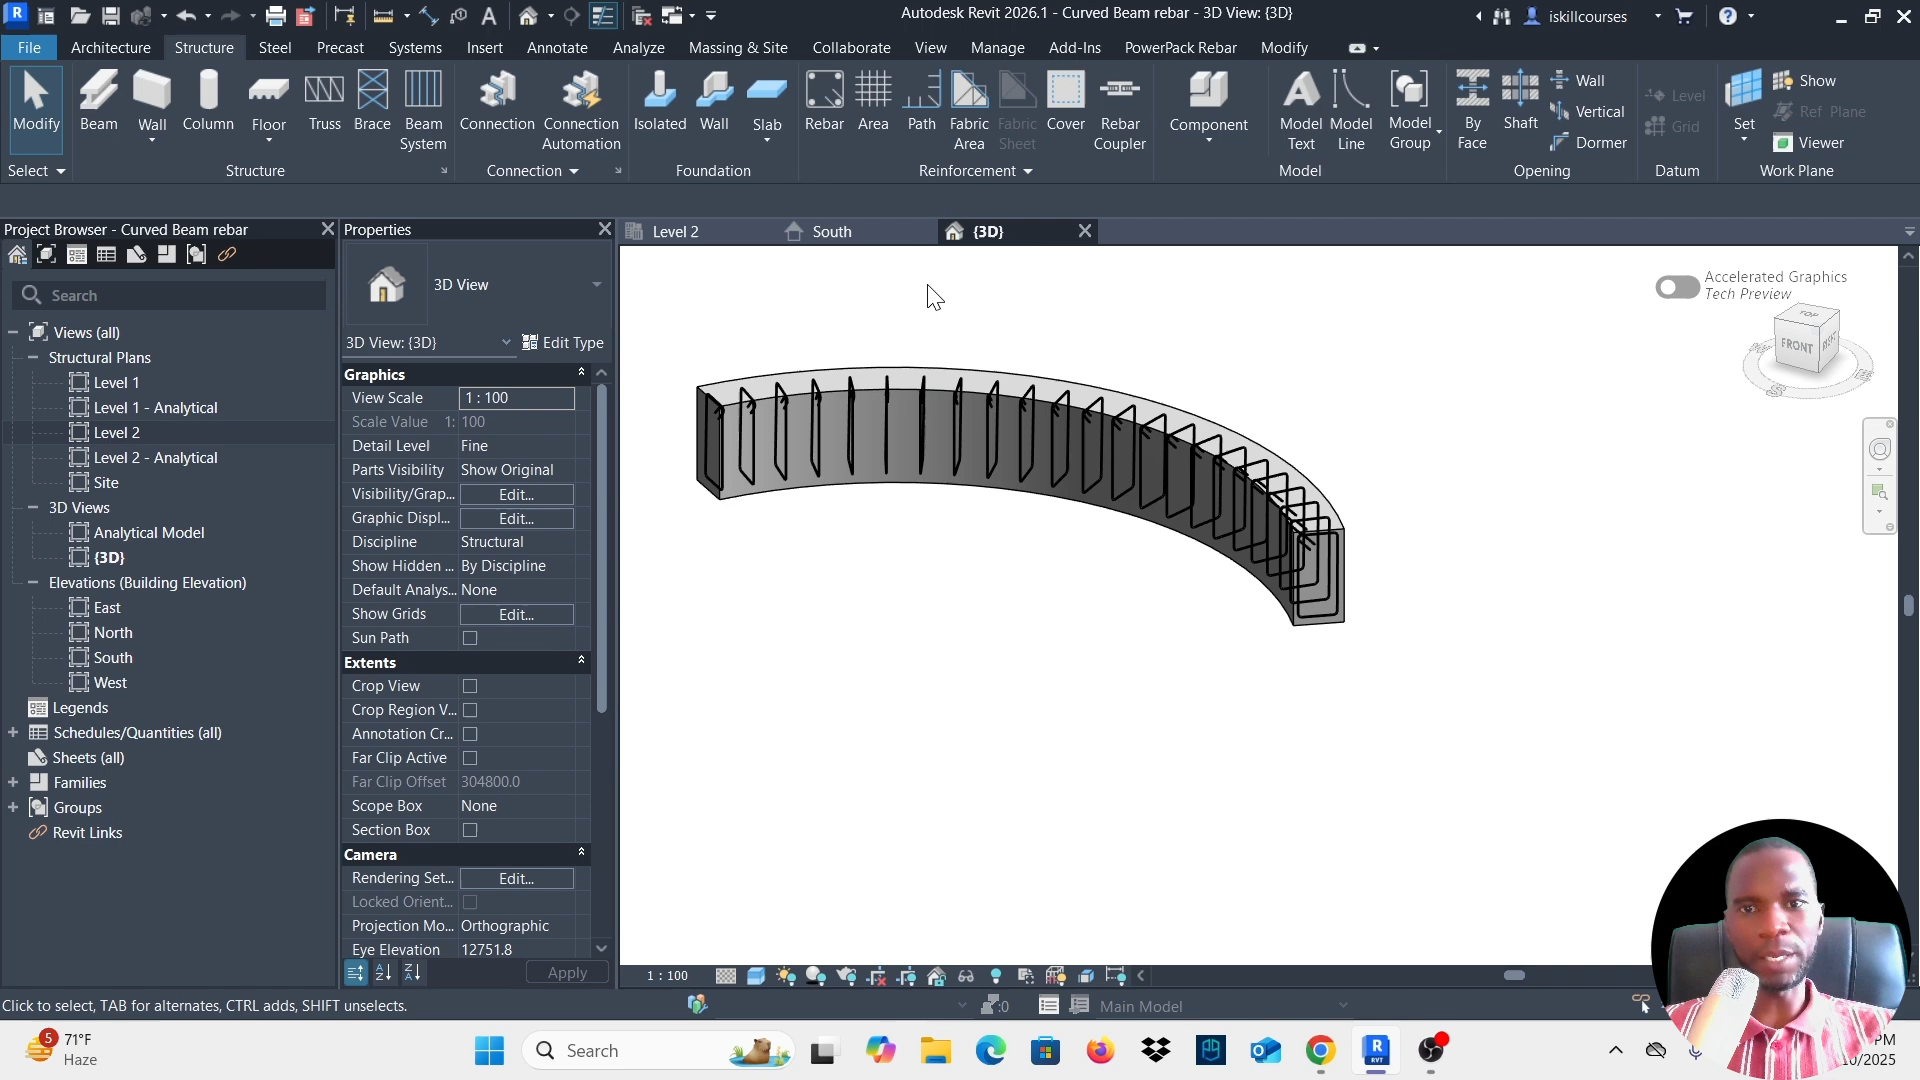 Autodesk Revit 2026.1 - Curved Beam rebar - 3D View: {3D}
iskillcourses
File Architecture Structure Steel Precast Systems Insert Annotate Analyze Massing & Site Collaborate View Manage Add-Ins PowerPack Rebar Modify
Modify
Beam
Wall
Column
Floor
Truss
Brace
Beam
System
Connection
Connection
Automation
Isolated
Wall
Slab
Rebar
Area
Path
Fabric
Area
Fabric
Sheet
Cover
Rebar
Coupler
Component
Model
Text
Model
Line
Model
Group
By
Face
Shaft
Wall
Vertical
Dormer
Level
Grid
Set
Show
Ref Plane
Viewer
Select
Structure
Connection
Foundation
Reinforcement
Model
Opening
Datum
Work Plane
Project Browser - Curved Beam rebar
Search
Views (all)
Structural Plans
Level 1
Level 1 - Analytical
Level 2
Level 2 - Analytical
Site
3D Views
Analytical Model
{3D}
Elevations (Building Elevation)
East
North
South
West
Legends
Schedules/Quantities (all)
Sheets (all)
Families
Groups
Revit Links
Properties
3D View
3D View: {3D}
Edit Type
Graphics
View Scale 1 : 100
Scale Value 1: 100
Detail Level Fine
Parts Visibility Show Original
Visibility/Grap... Edit...
Graphic Displ... Edit...
Discipline Structural
Show Hidden ... By Discipline
Default Analys... None
Show Grids Edit...
Sun Path
Extents
Crop View
Crop Region V...
Annotation Cr...
Far Clip Active
Far Clip Offset 304800.0
Scope Box None
Section Box
Camera
Rendering Set... Edit...
Locked Orient...
Projection Mo... Orthographic
Eye Elevation 12751.8
Apply
Level 2
South
{3D}
Accelerated Graphics
Tech Preview
TOP
FRONT
1 : 100
Click to select, TAB for alternates, CTRL adds, SHIFT unselects.
:0
Main Model
5
71°F
Haze
Search
R
RVT
PM
0/2025